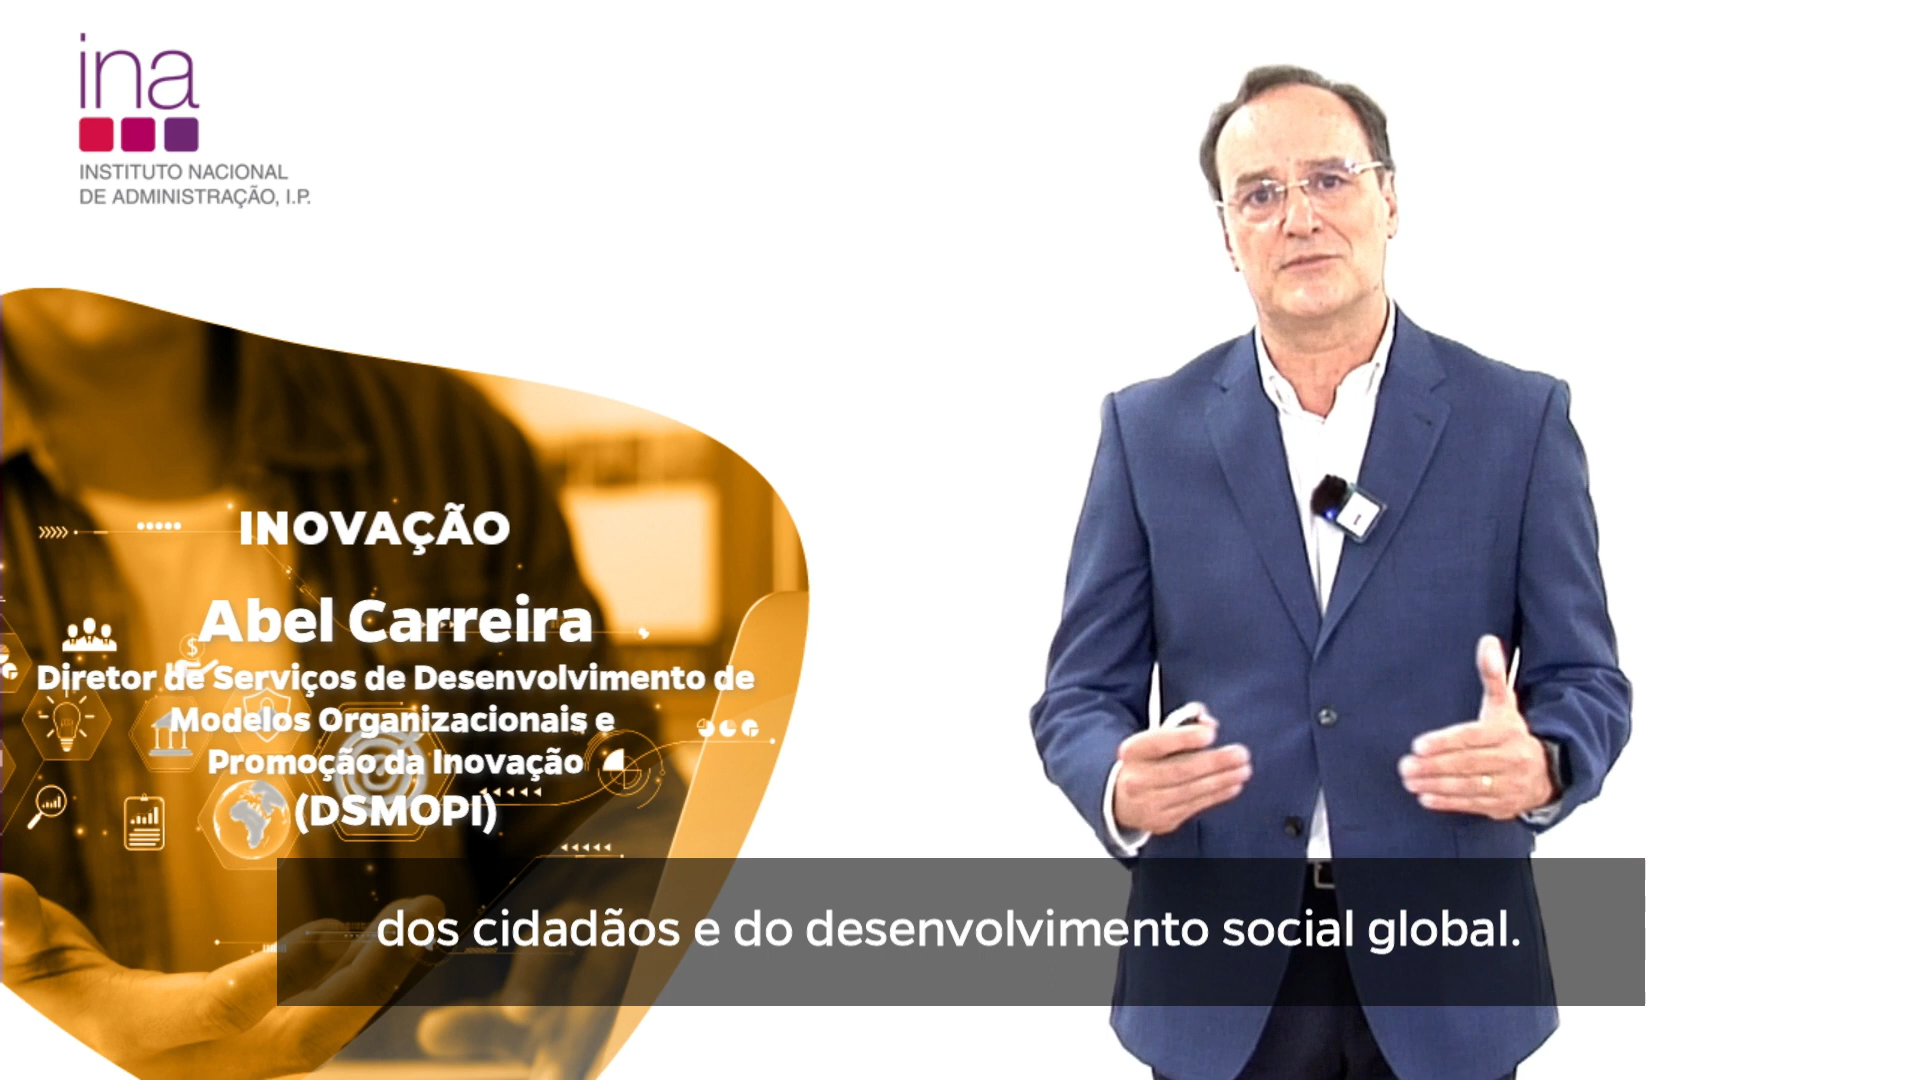 ina
INSTITUTO NACIONAL
DE ADMINISTRAÇÃO, I.P.
INOVAÇÃO
Abel Carreira
Diretor de Serviços de Desenvolvimento de
Modelos Organizacionais e
Promoção da Inovação
(DSMOPI)
dos cidadãos e do desenvolvimento social global.